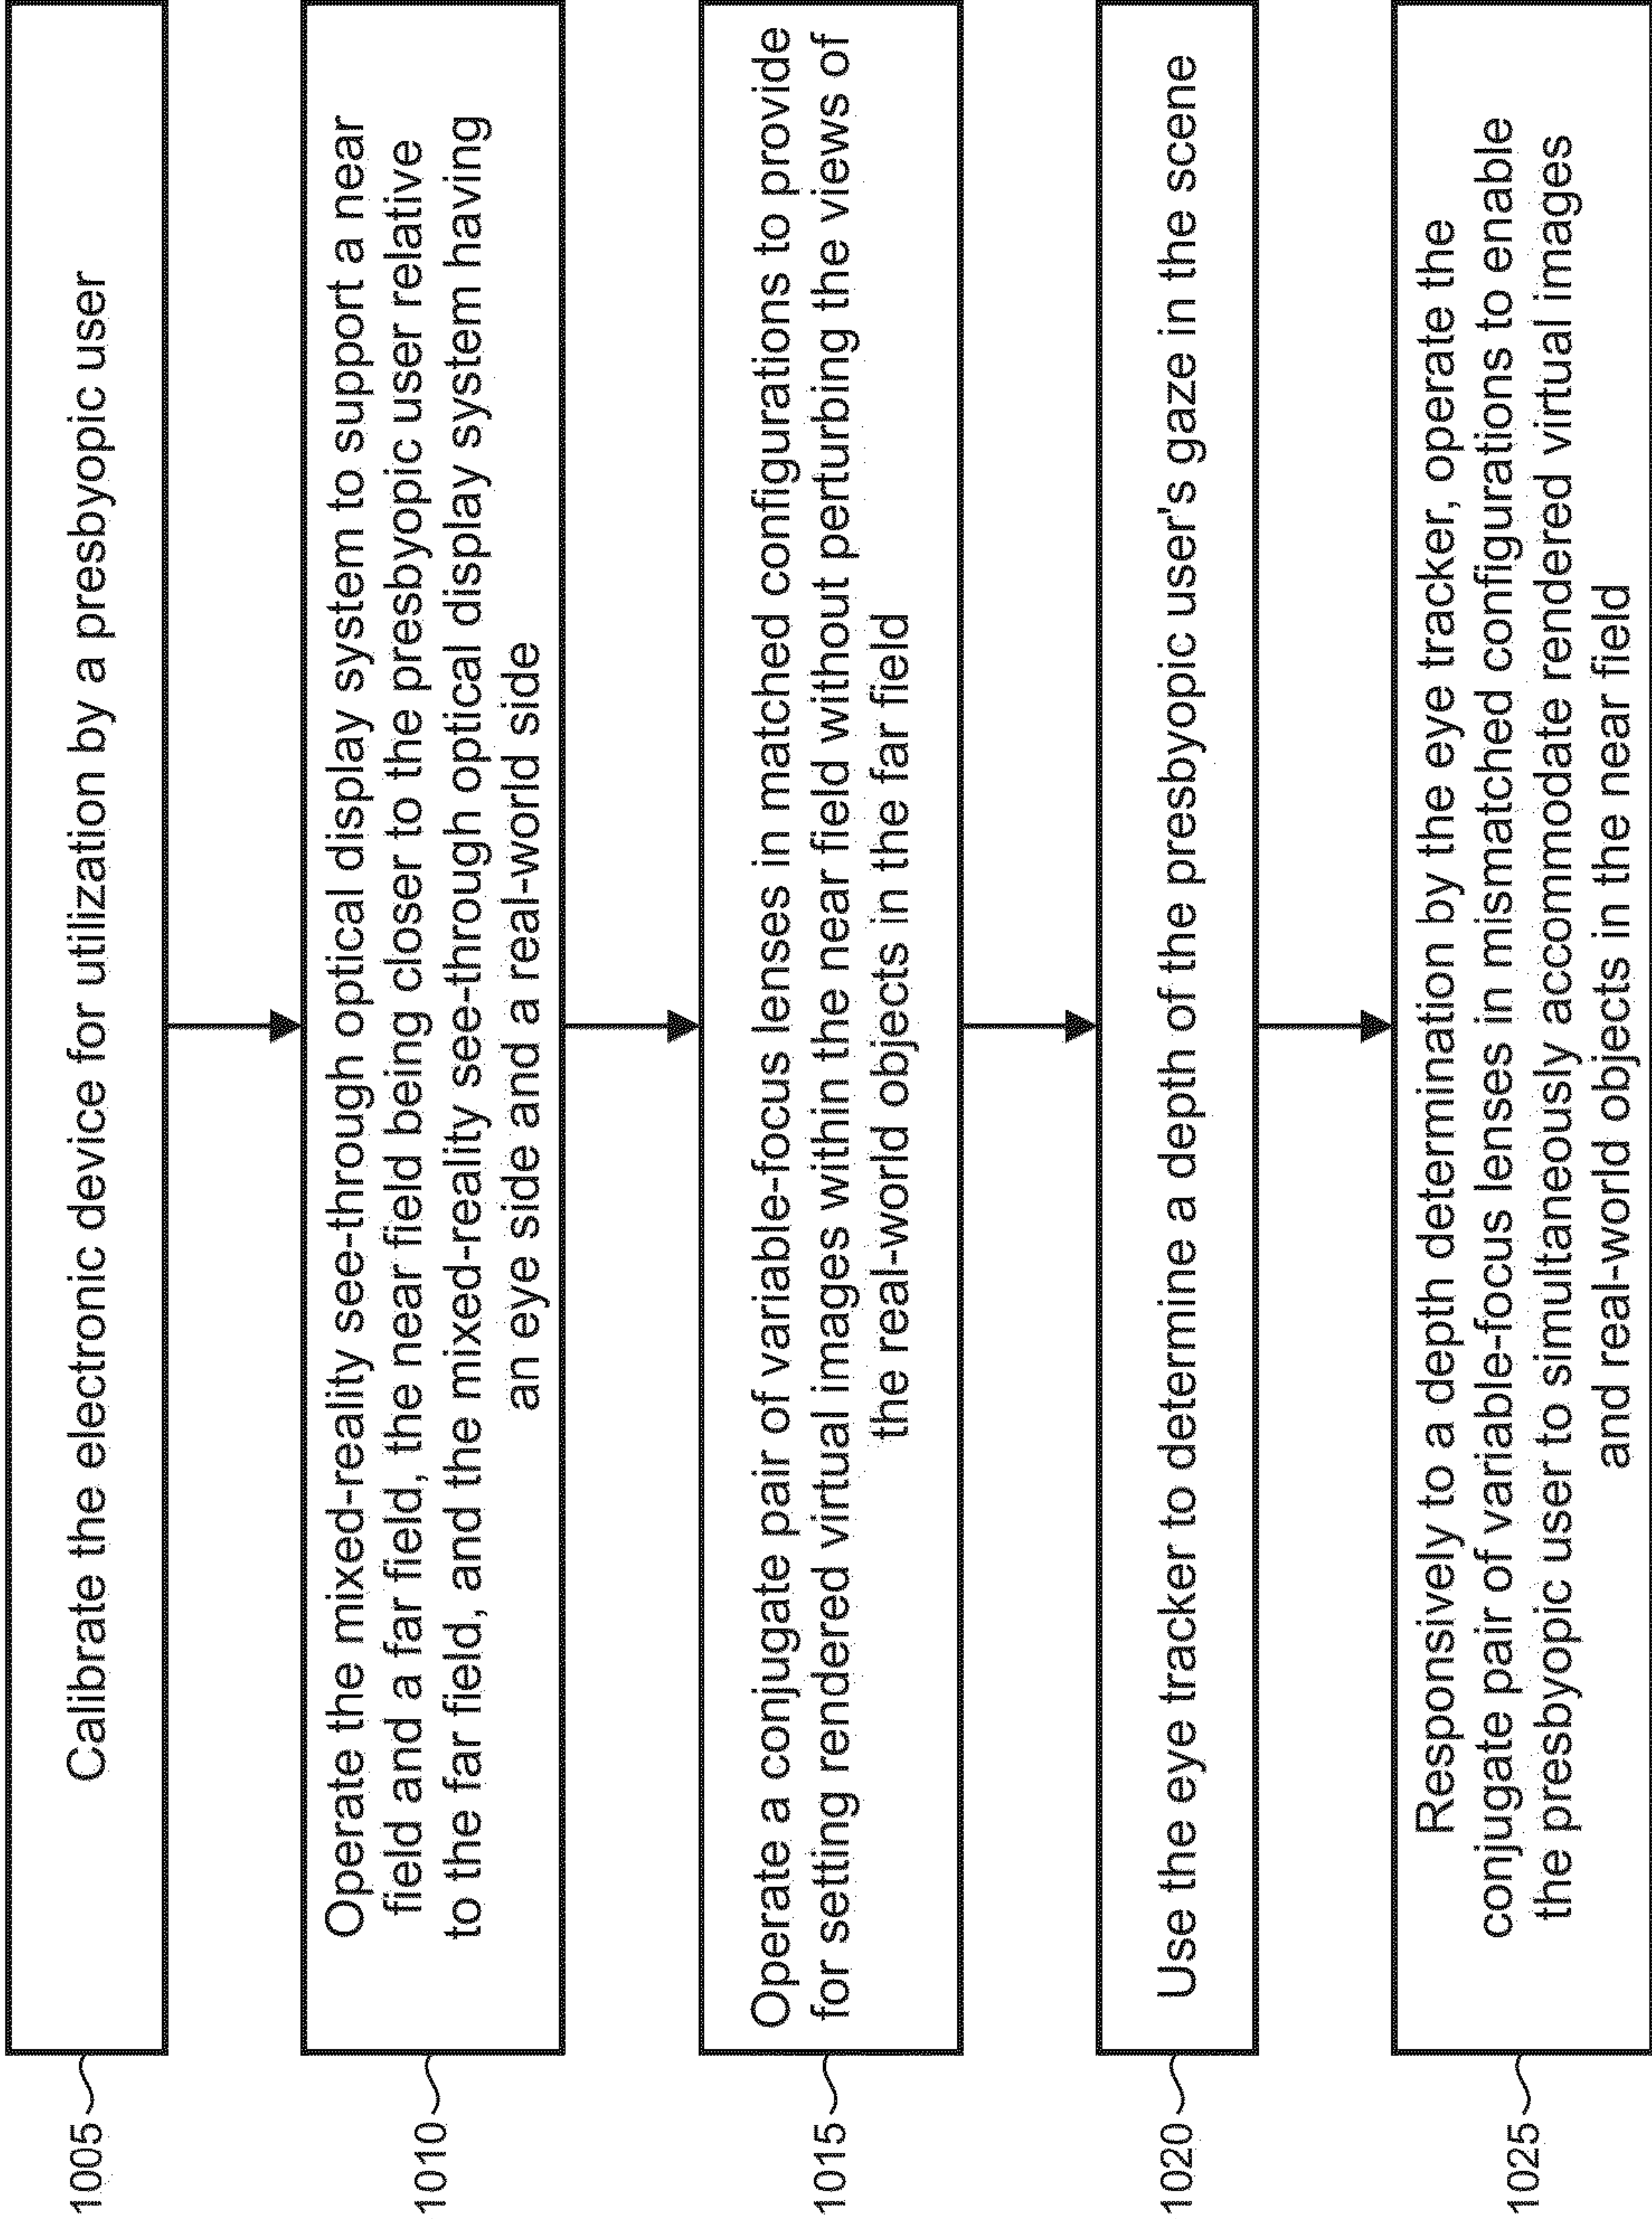 1005
Calibrate the electronic device for utilization by a presbyopic user
1010
Operate the mixed-reality see-through optical display system to support a near
field and a far field, the near field being closer to the presbyopic user relative
to the far field, and the mixed-reality see-through optical display system having
an eye side and a real-world side
1015
Operate a conjugate pair of variable-focus lenses in matched configurations to provide
for setting rendered virtual images within the near field without perturbing the views of
the real-world objects in the far field
1020
Use the eye tracker to determine a depth of the presbyopic user's gaze in the scene
1025
Responsively to a depth determination by the eye tracker, operate the
conjugate pair of variable-focus lenses in mismatched configurations to enable
the presbyopic user to simultaneously accommodate rendered virtual images
and real-world objects in the near field